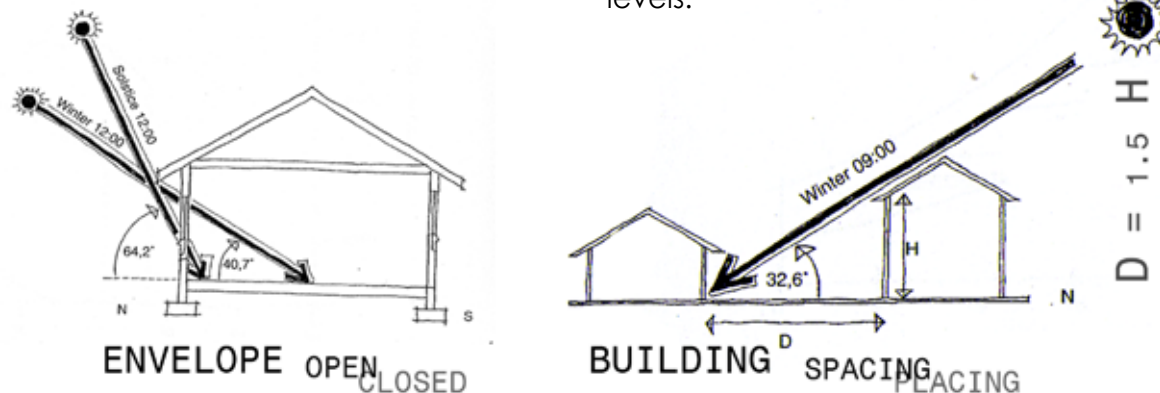 levels.
Solstice 12:00
Winter 12:00
64,2°
40,7°
N
S
ENVELOPE OPEN
CLOSED
Winter 09:00
H
32,6°
N
D
BUILDING SPACING
PLACING
D = 1.5 H